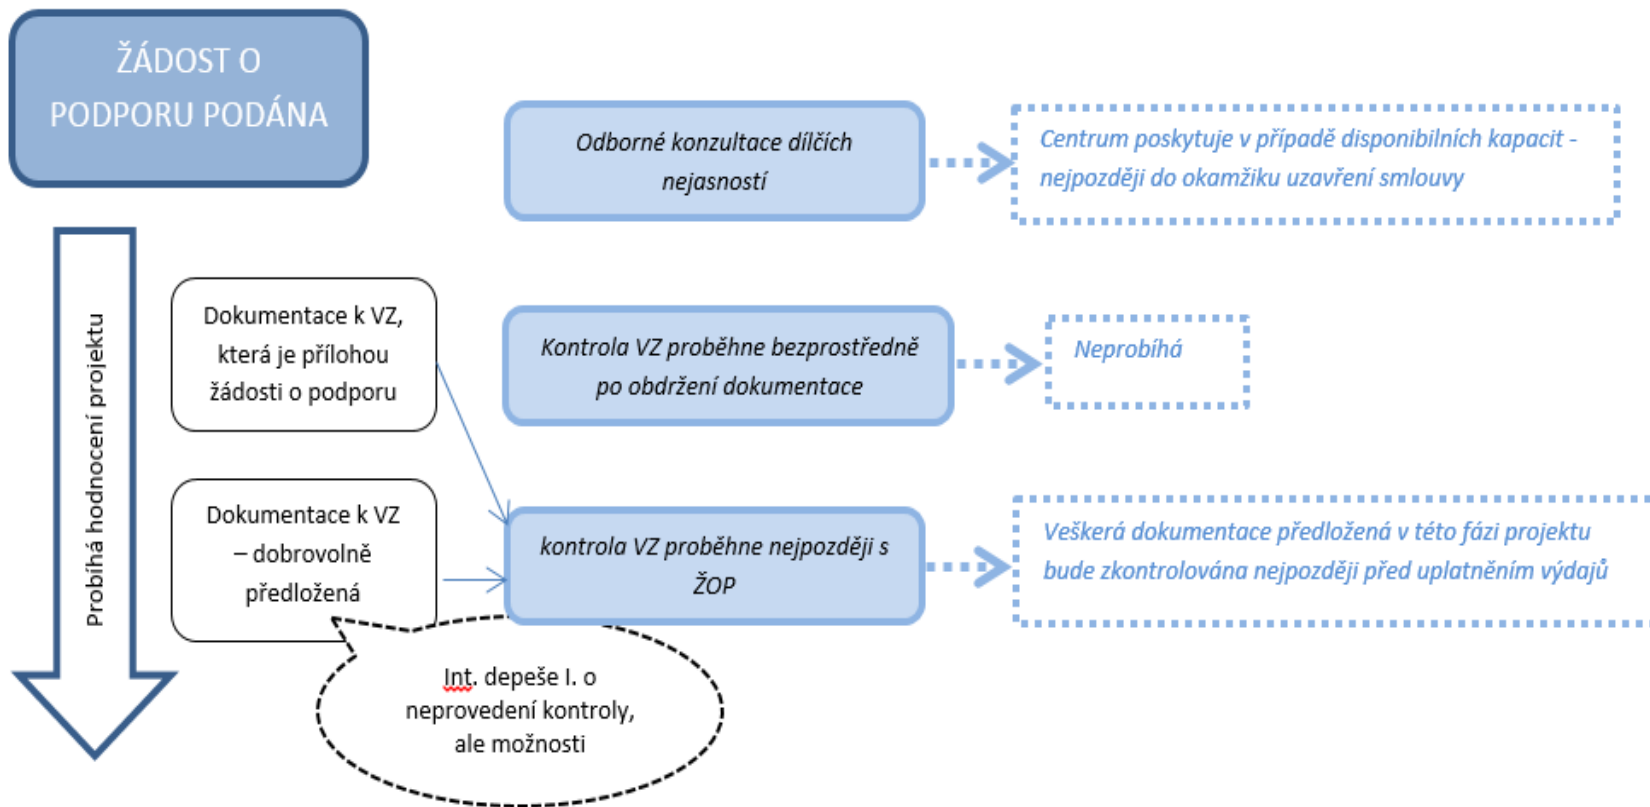 ŽÁDOST O
PODPORU PODÁNA
Odborné konzultace dílčích
nejasností
Centrum poskytuje v případě disponibilních kapacit -
nejpozději do okamžiku uzavření smlouvy
Probíhá hodnocení projektu
Dokumentace k VZ,
která je přílohou
žádosti o podporu
Kontrola VZ proběhne bezprostředně
po obdržení dokumentace
Neprobíhá
Dokumentace k VZ
– dobrovolně
předložená
kontrola VZ proběhne nejpozději s
ŽOP
Veškerá dokumentace předložená v této fázi projektu
bude zkontrolována nejpozději před uplatněním výdajů
Int. depeše I. o
neprovedení kontroly,
ale možnosti